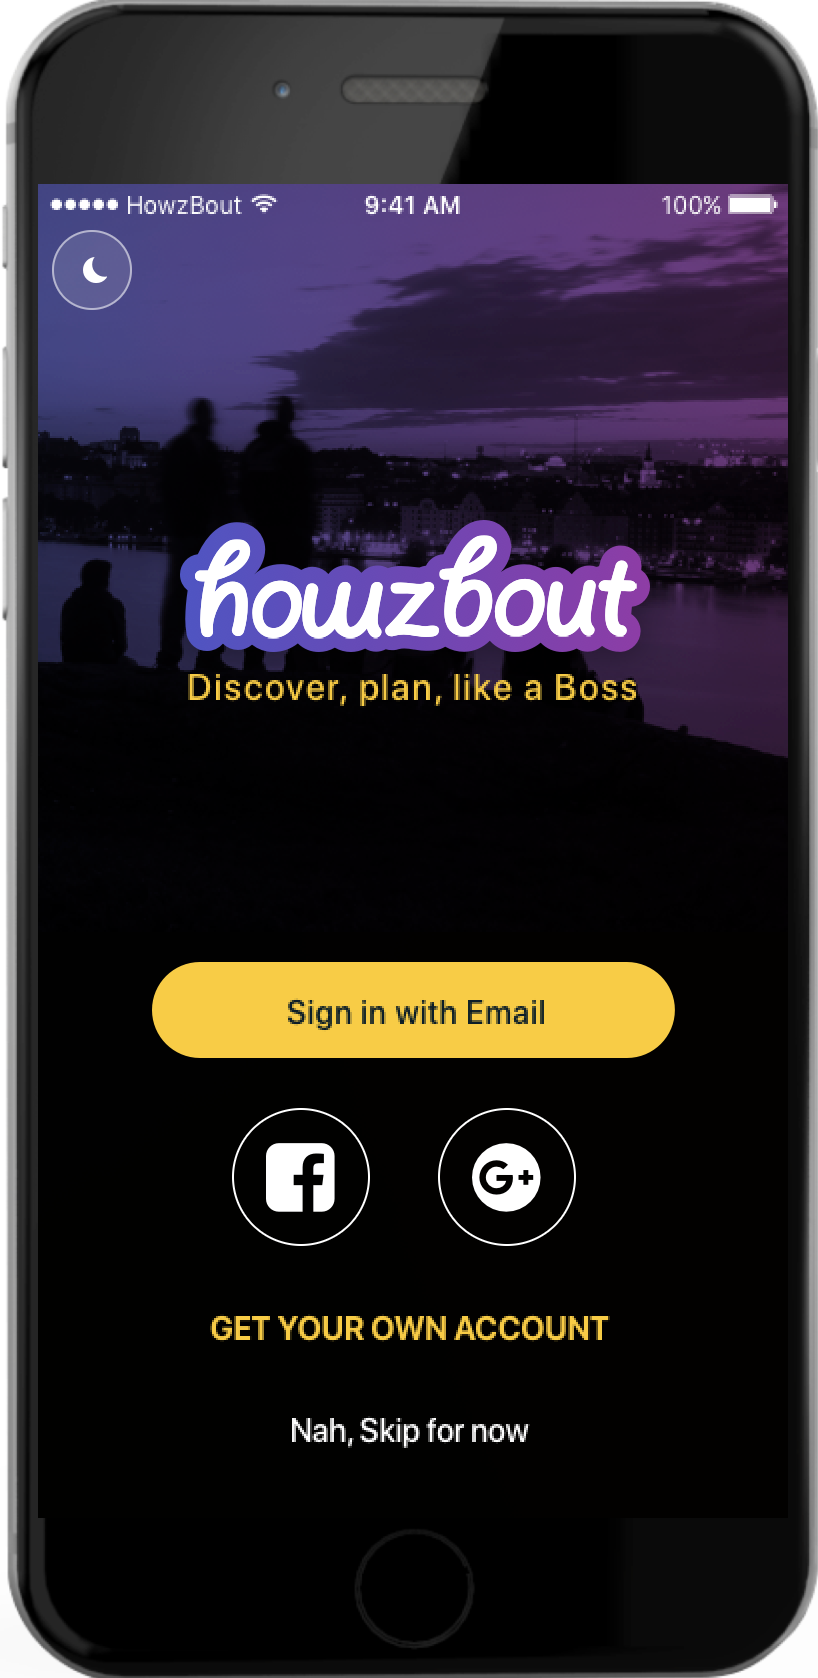 HowzBout 9:41 AM 100%
howzbout
Discover, plan, like a Boss
Sign in with Email
f G+
GET YOUR OWN ACCOUNT
Nah, Skip for now